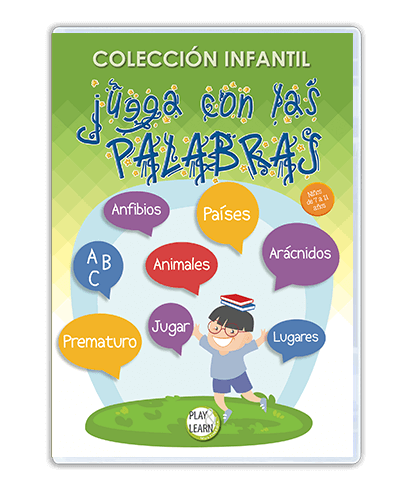 COLECCIÓN INFANTIL
juega con las
PALABRAS
Niños
de 7 a 11
años
Anfibios
Países
Arácnidos
A B
C
Animales
Prematuro
Jugar
Lugares
PLAY
LEARN